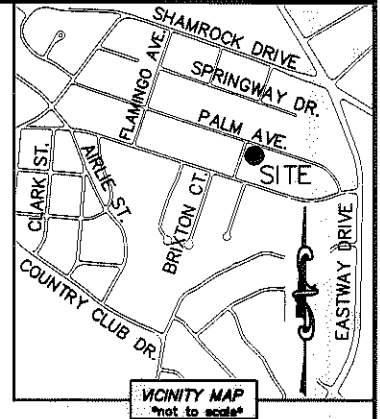 SHAMROCK DRIVE
SPRINGWAY DR.
FLAMINGO AVE.
PALM AVE.
SITE
CLARK ST.
AIRLIE ST.
BRIXTON CT.
EASTWAY DRIVE
COUNTRY CLUB DR.
VICINITY MAP
*not to scale*